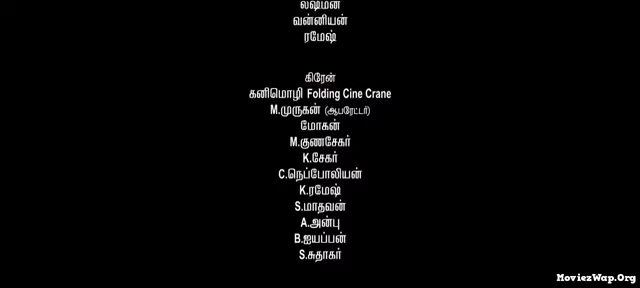 லஷ்மன்
வன்னியன்
ரமேஷ்
கிரேன்
கனிமொழி Folding Cine Crane
M.முருகன் (ஆபரேட்டர்)
மோகன்
M.குணசேகர்
K.சேகர்
C.நெப்போலியன்
K.ரமேஷ்
S.மாதவன்
A.அன்பு
B.ஐயப்பன்
S.சுதாகர்
MoviezWap.Org